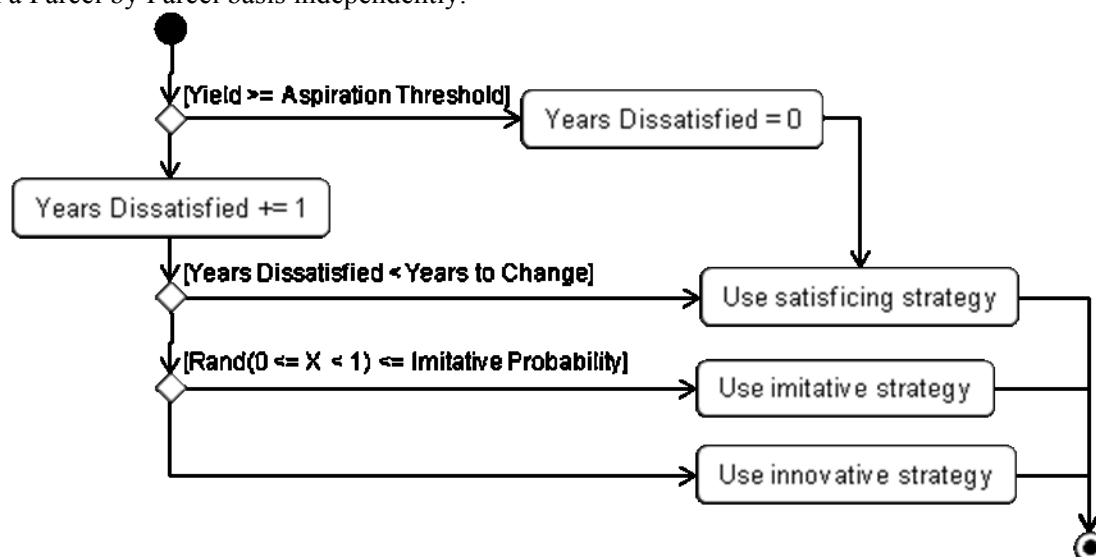 a Parcel by Parcel basis independently.
[Yield >= Aspiration Threshold]
Years Dissatisfied = 0
Years Dissatisfied += 1
[Years Dissatisfied < Years to Change]
Use satisficing strategy
[Rand(0 <= X < 1) <= Imitative Probability]
Use imitative strategy
Use innovative strategy